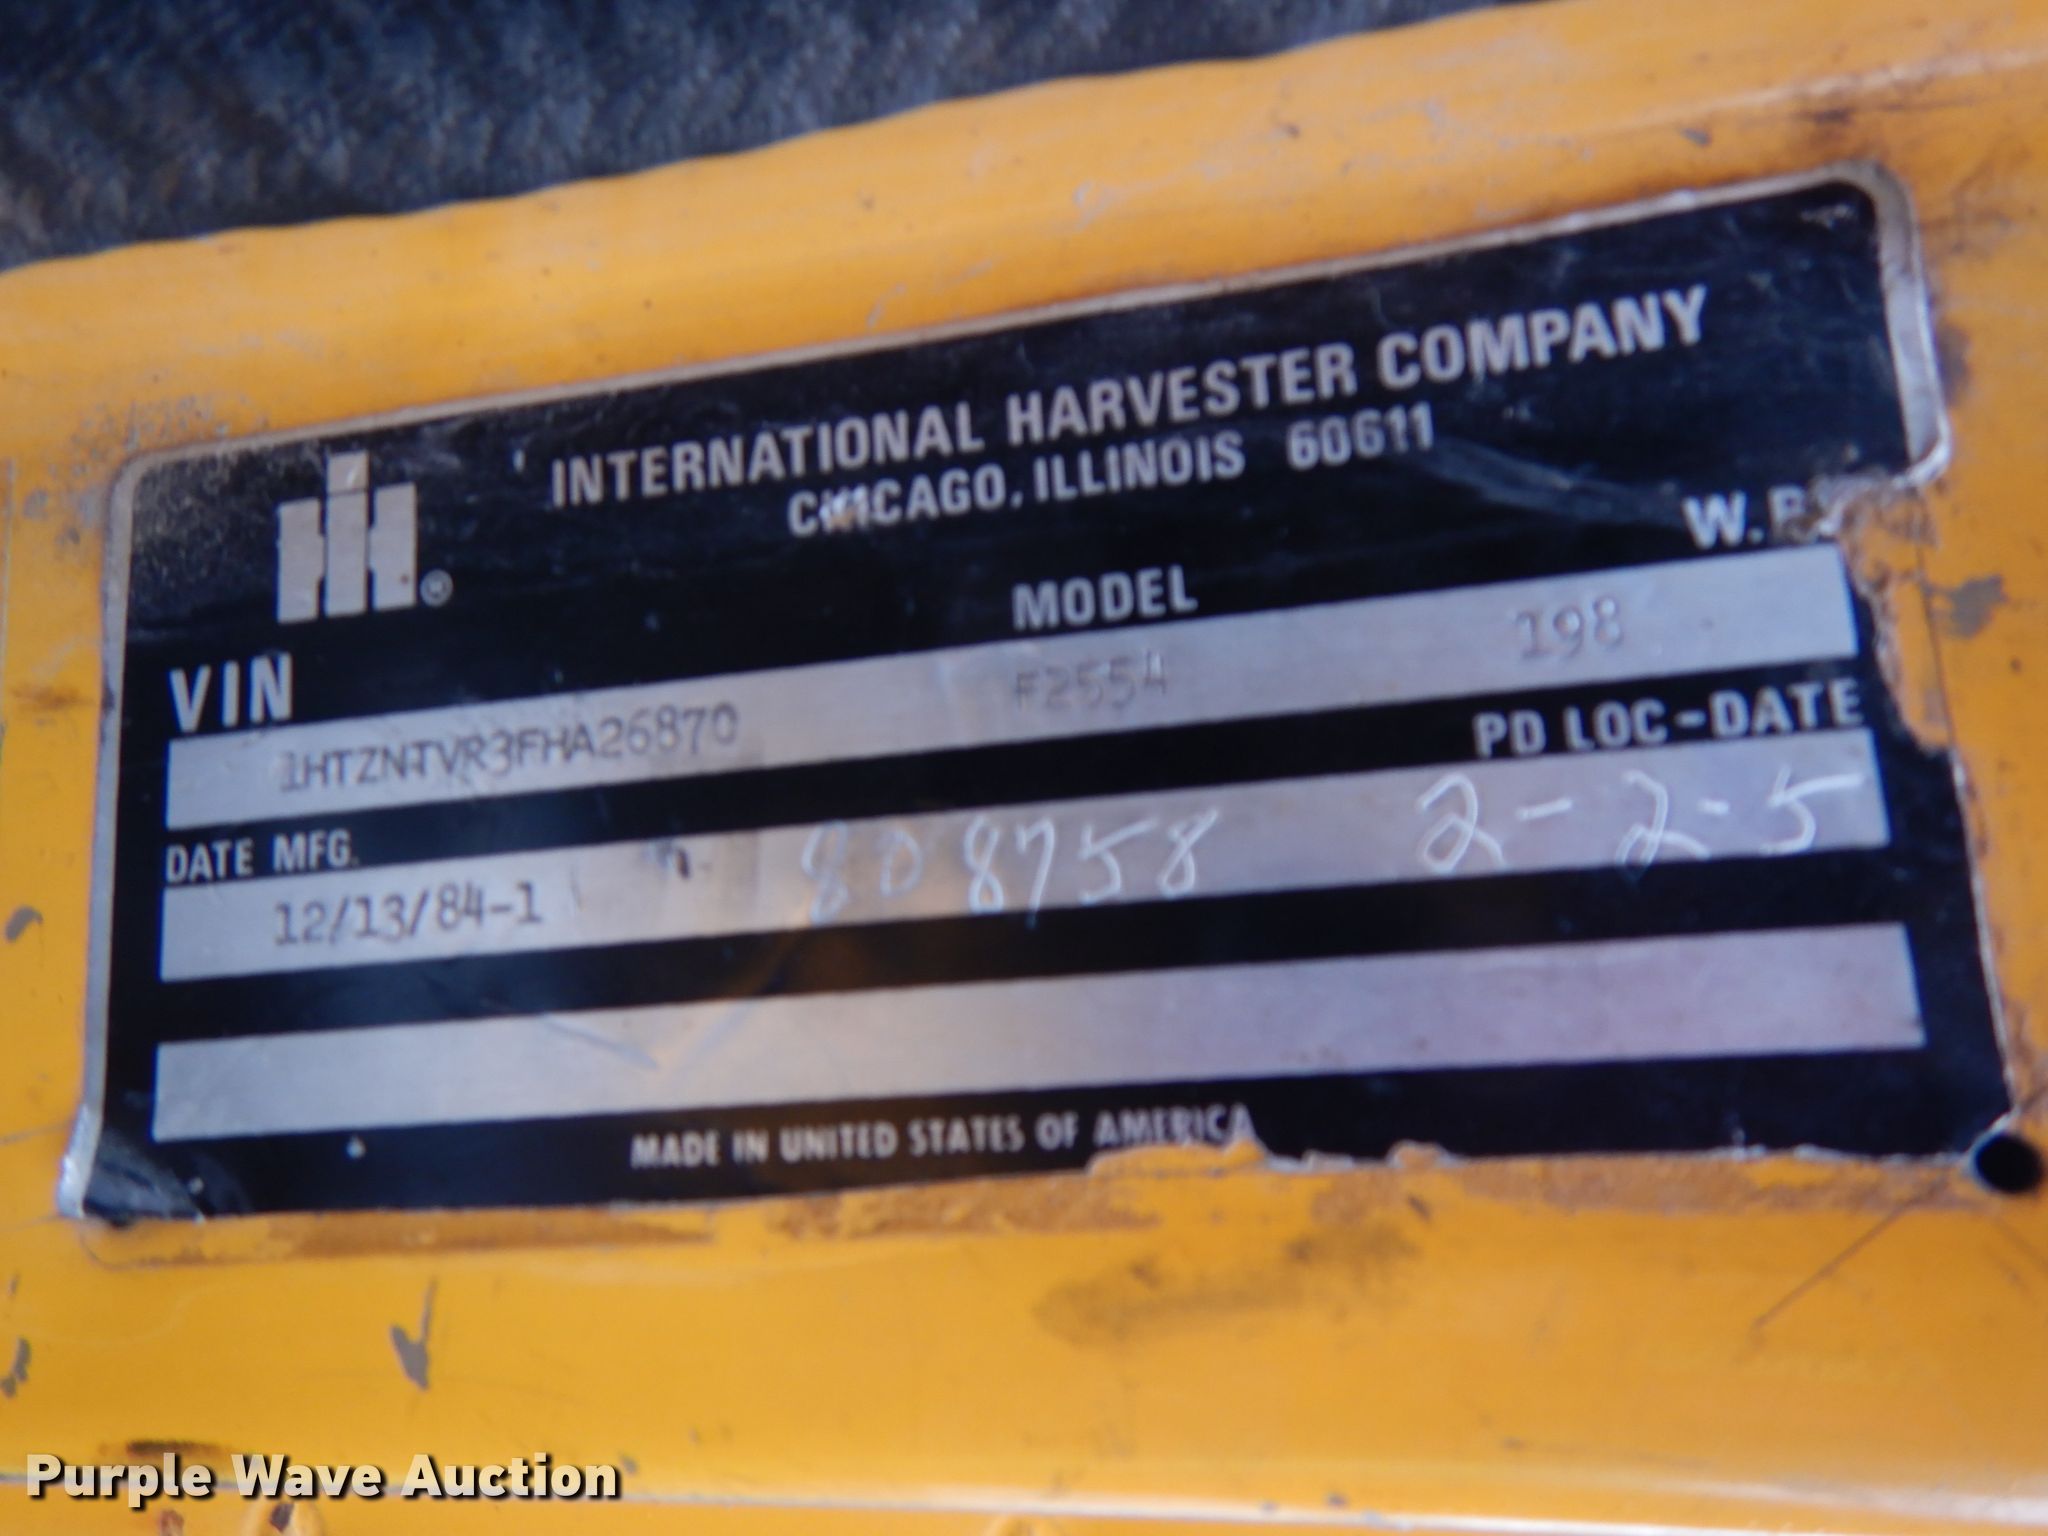 INTERNATIONAL HARVESTER COMPANY
CHICAGO, ILLINOIS 60611
VIN MODEL
1HTZNTVR3FHA26870 F2554 198
DATE MFG. PD LOC-DATE
12/13/84-1 808758 2-2-5
MADE IN UNITED STATES OF AMERICA
Purple Wave Auction